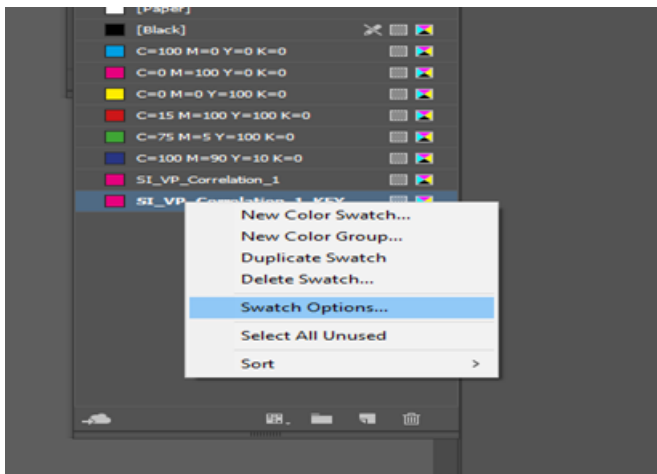 [Paper]
[Black]
C=100 M=0 Y=0 K=0
C=0 M=100 Y=0 K=0
C=0 M=0 Y=100 K=0
C=15 M=100 Y=100 K=0
C=75 M=5 Y=100 K=0
C=100 M=90 Y=10 K=0
SI_VP_Correlation_1
SI_VP_Correlation_1_KEY
New Color Swatch...
New Color Group...
Duplicate Swatch
Delete Swatch...
Swatch Options...
Select All Unused
Sort >